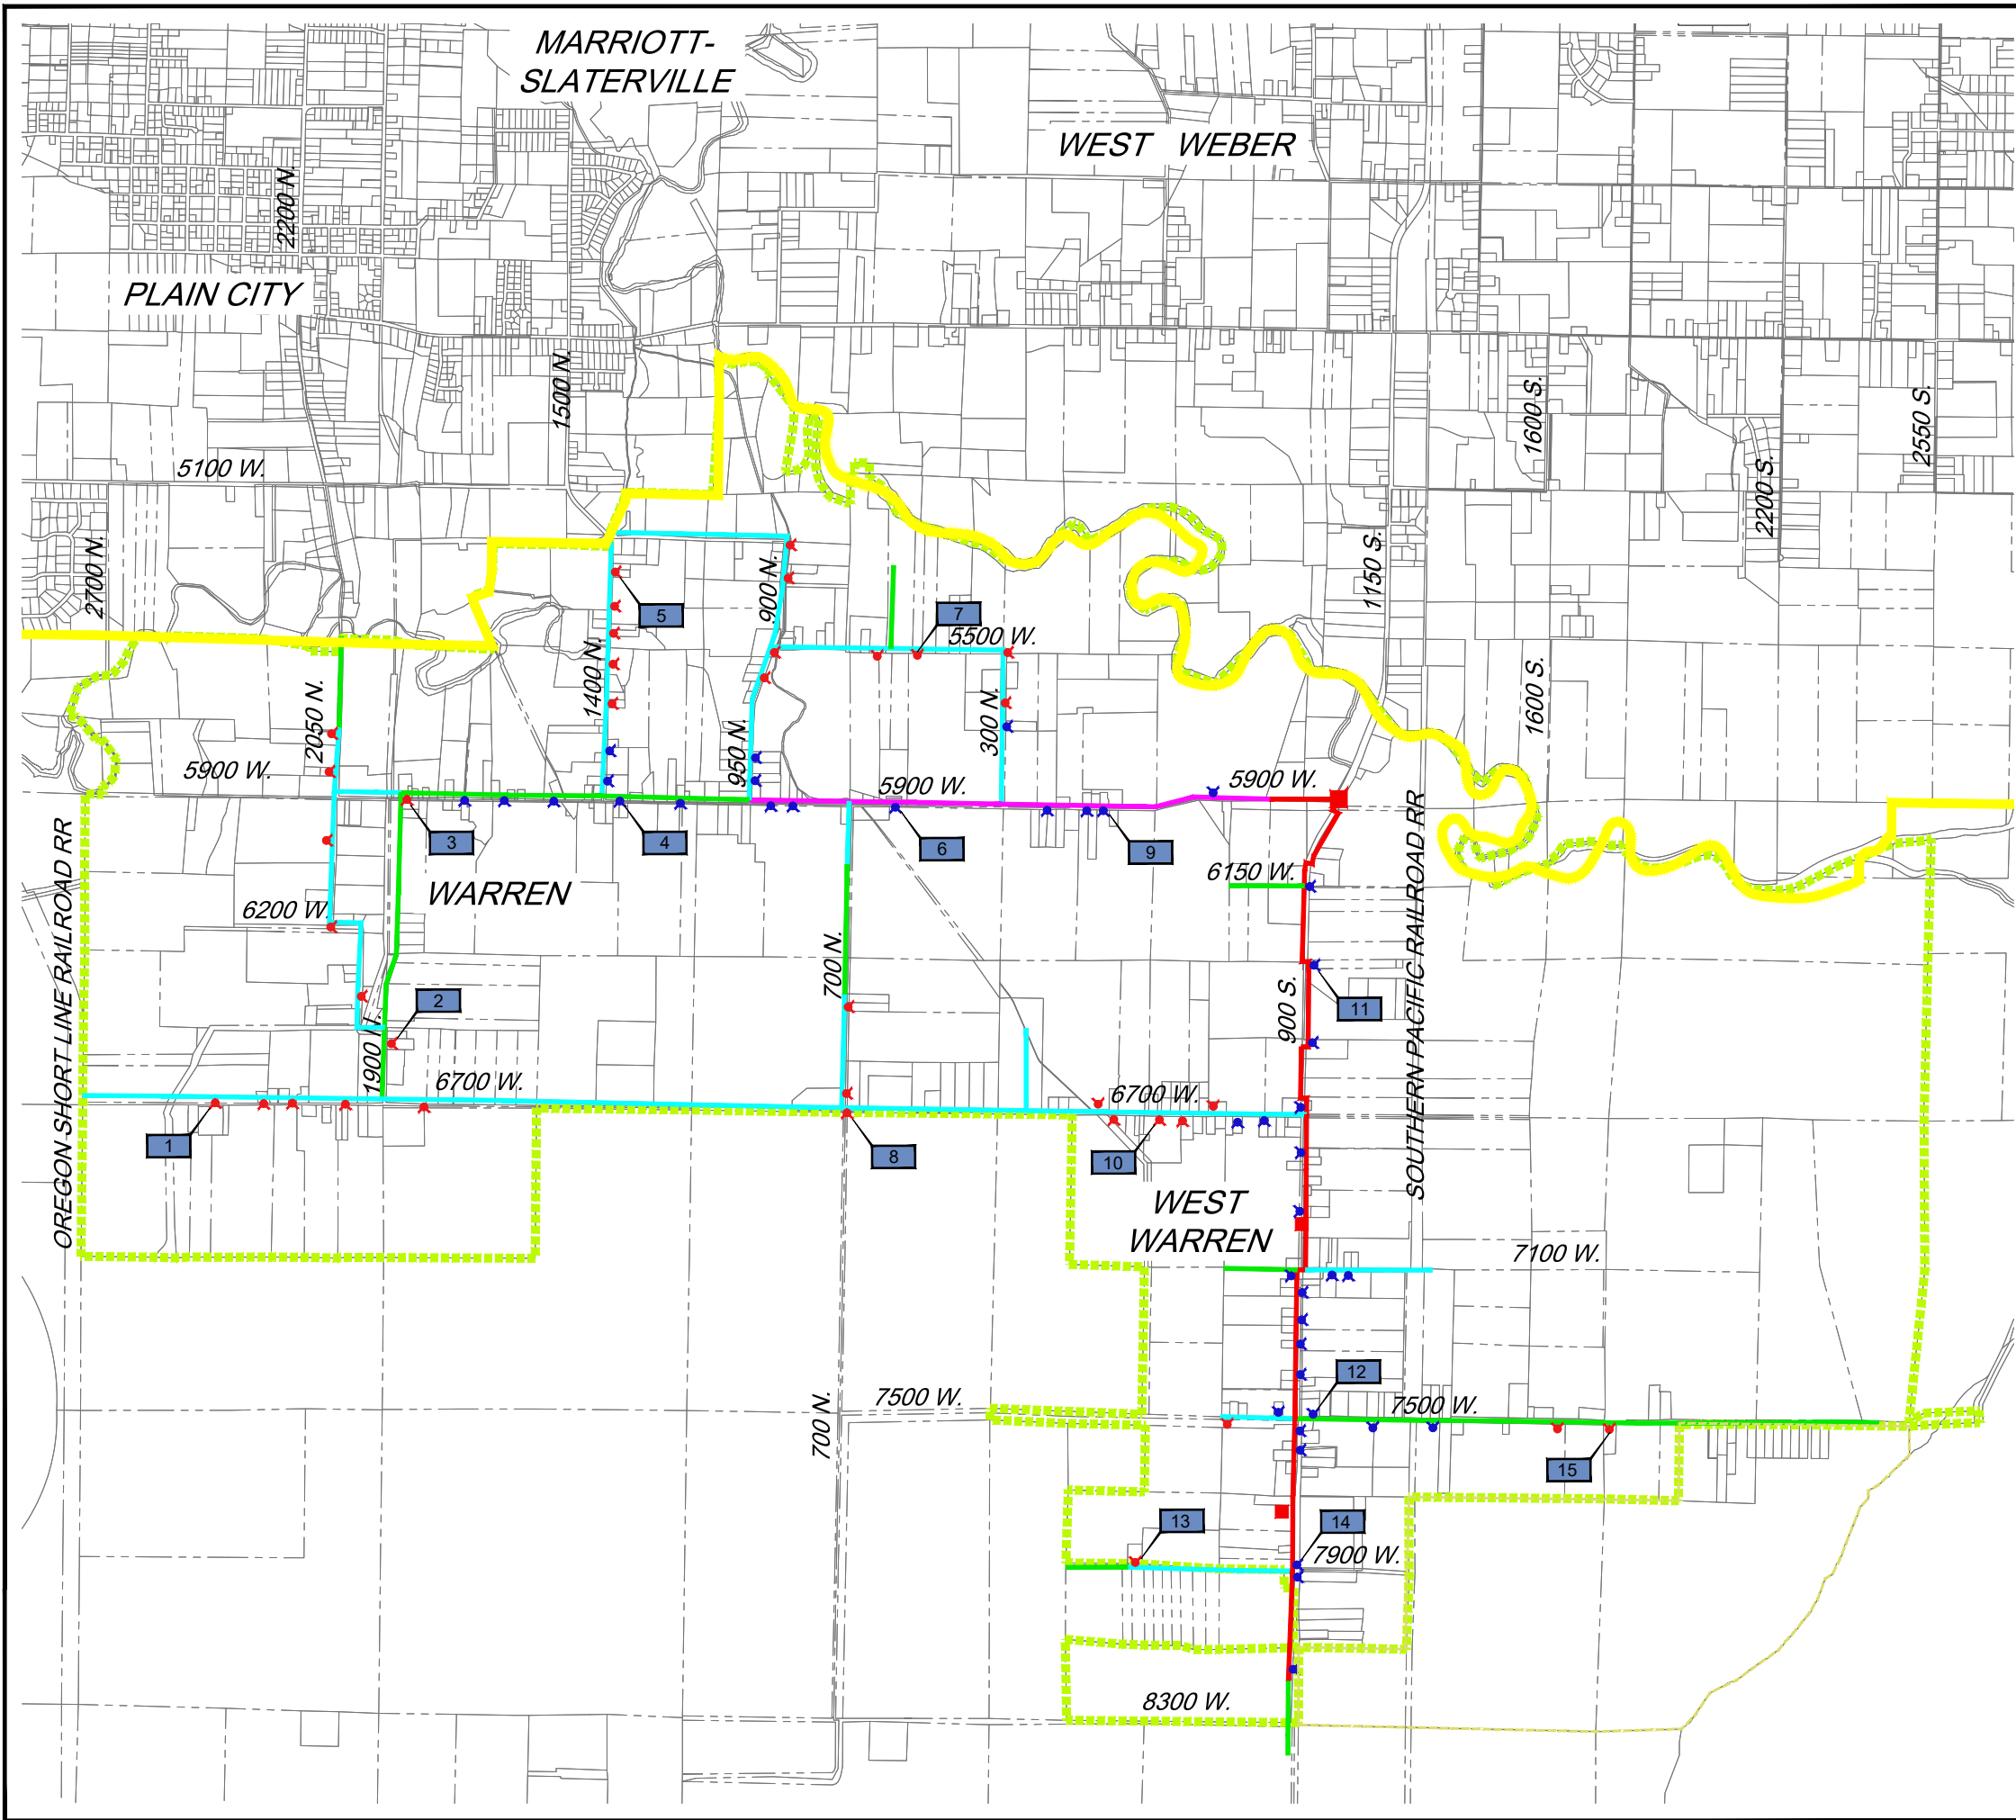 MARRIOTT-
SLATERVILLE
WEST WEBER
2200 N.
PLAIN CITY
1500 N.
1600 S.
2550 S.
5100 W.
2200 S.
2700 N.
900 N.
1150 S.
5
7
5500 W.
1400 N.
2050 N.
300 N.
1600 S.
950 N.
5900 W.
5900 W.
5900 W.
3
4
6
9
6150 W.
WARREN
6200 W.
OREGON SHORT LINE RAILROAD RR
SOUTHERN PACIFIC RAILROAD RR
700 N.
2
900 S.
11
1900 N.
6700 W.
6700 W.
1
8
10
WEST
WARREN
7100 W.
12
7500 W.
7500 W.
700 N.
15
13
14
7900 W.
8300 W.